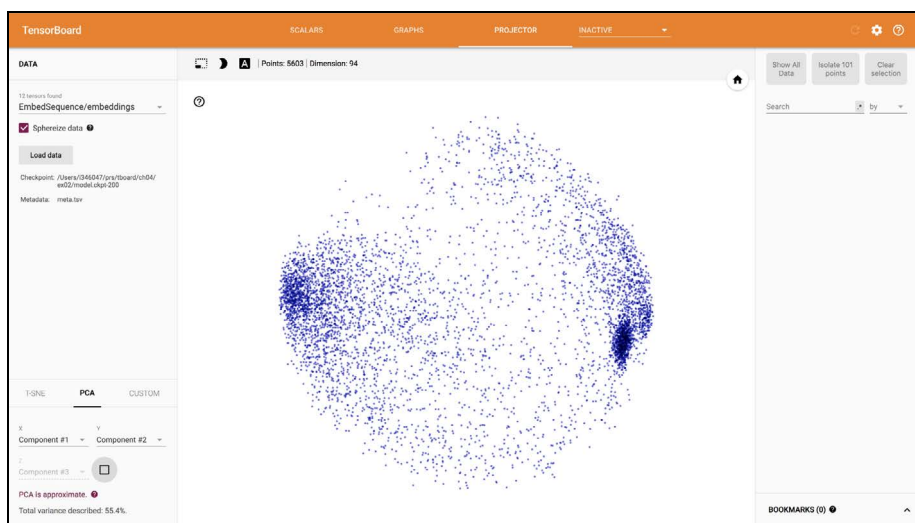 TensorBoard
SCALARS
GRAPHS
PROJECTOR
INACTIVE
DATA
A
Points: 5603 | Dimension: 94
12 tensors found
EmbedSequence/embeddings
Sphereize data
Load data
Checkpoint: /Users/i346047/prs/tboard/ch04/
ex02/model.ckpt-200
Metadata: meta.tsv
T-SNE
PCA
CUSTOM
X
Y
Component #1
Component #2
Z
Component #3
PCA is approximate.
Total variance described: 55.4%.
Show All
Data
Isolate 101
points
Clear
selection
Search
.*
by
BOOKMARKS (0)